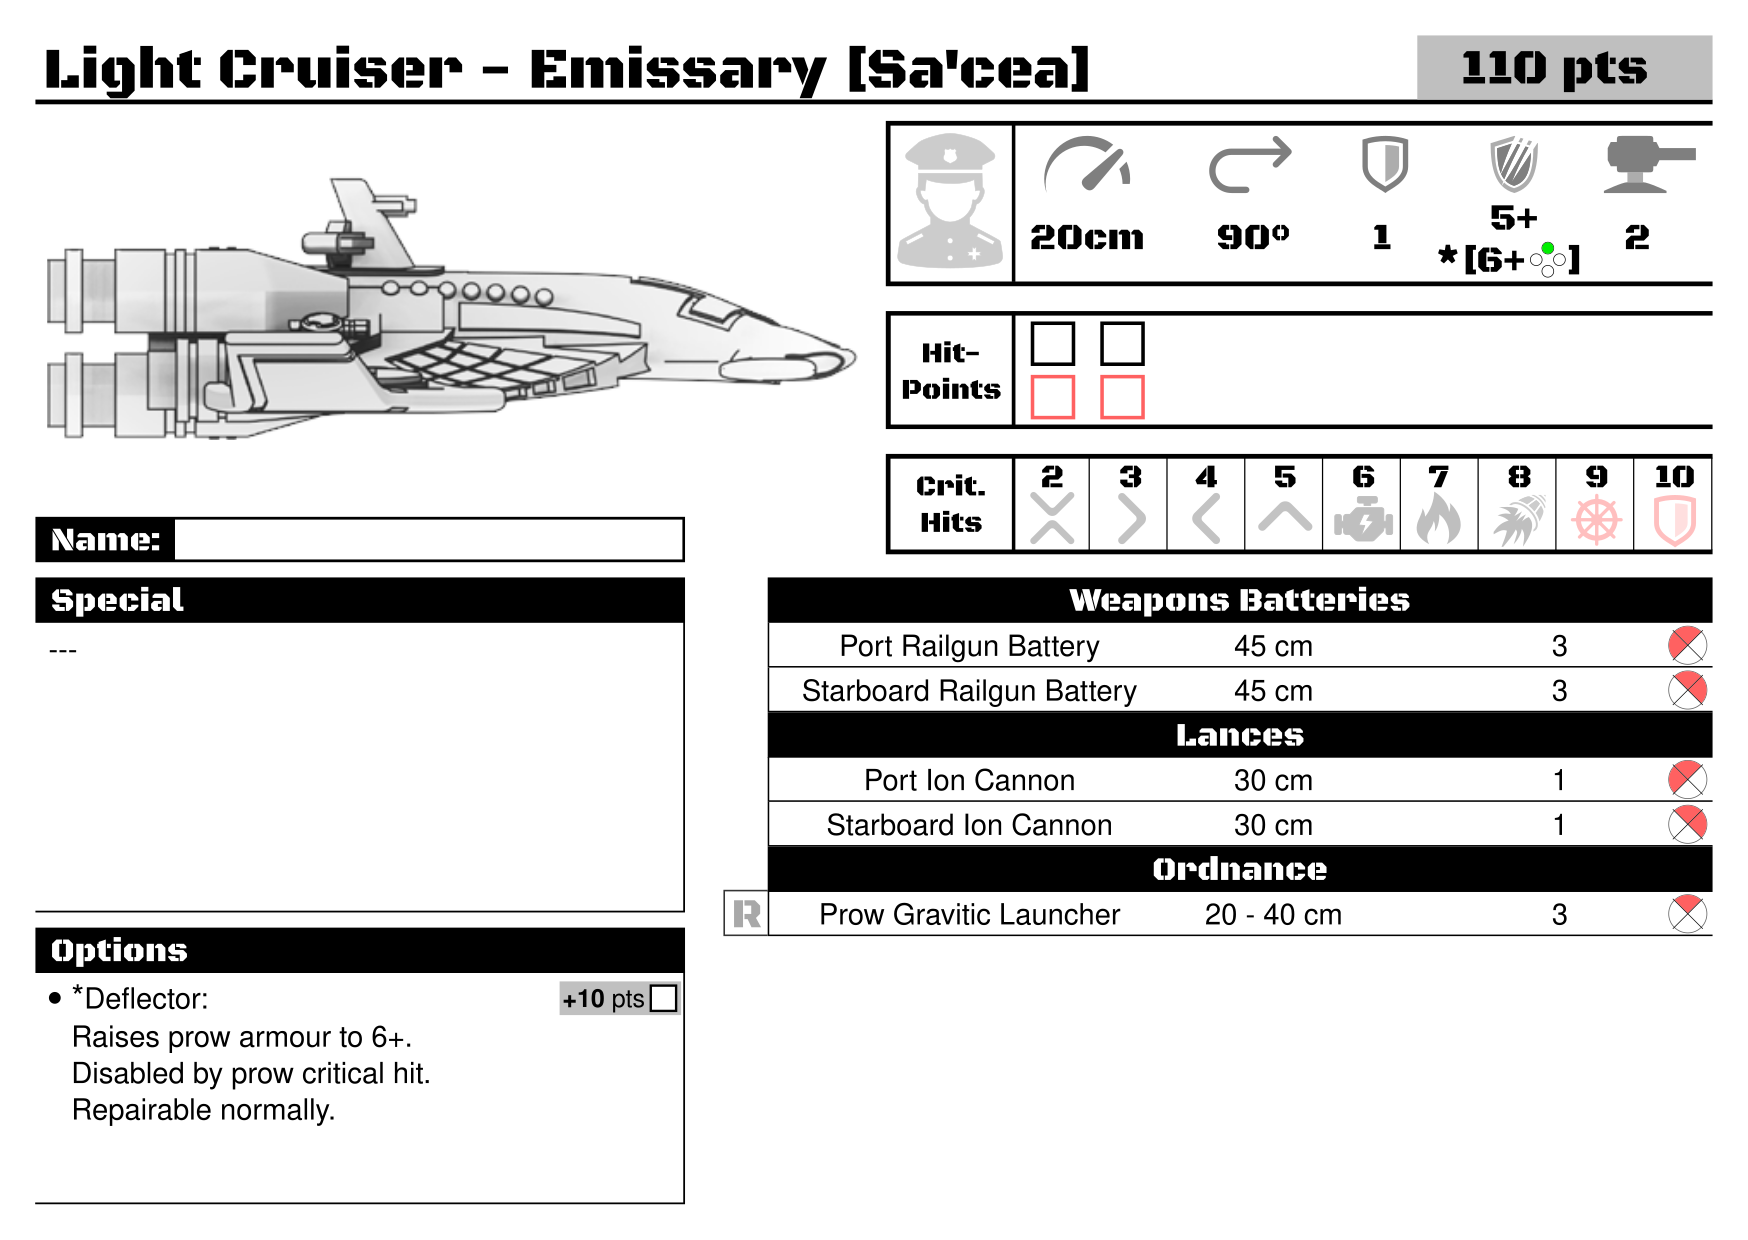 Light Cruiser - Emissary [Sa'cea]
110 pts
20cm 90º 1 5+ 2
*[6+ ]
Hit-
Points
Crit.
Hits
2 3 4 5 6 7 8 9 10
Name:
Special
---
Options
• *Deflector: +10 pts
Raises prow armour to 6+.
Disabled by prow critical hit.
Repairable normally.
Weapons Batteries
Port Railgun Battery 45 cm 3
Starboard Railgun Battery 45 cm 3
Lances
Port Ion Cannon 30 cm 1
Starboard Ion Cannon 30 cm 1
Ordnance
R Prow Gravitic Launcher 20 - 40 cm 3